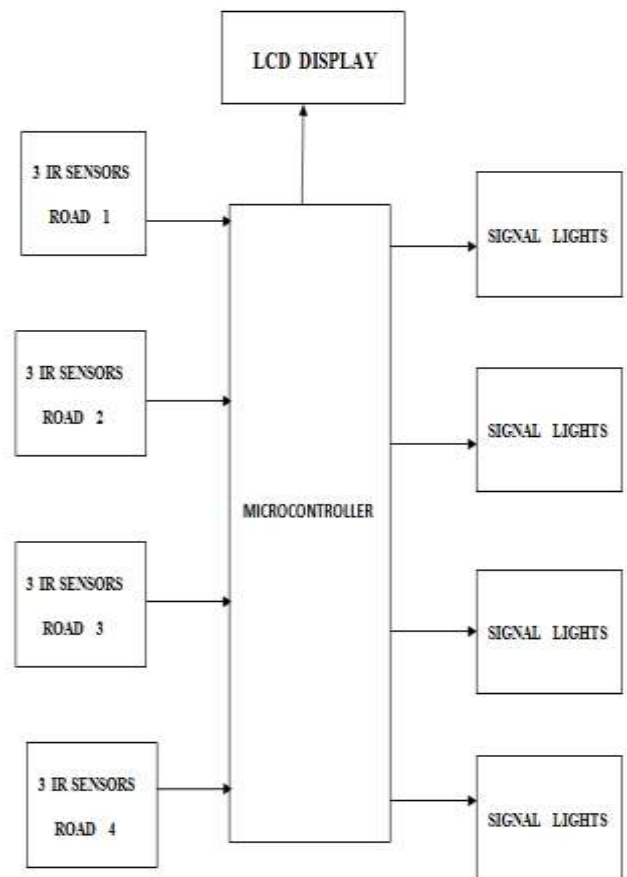 LCD DISPLAY
3 IR SENSORS
ROAD 1
SIGNAL LIGHTS
3 IR SENSORS
ROAD 2
SIGNAL LIGHTS
MICROCONTROLLER
3 IR SENSORS
ROAD 3
SIGNAL LIGHTS
3 IR SENSORS
ROAD 4
SIGNAL LIGHTS